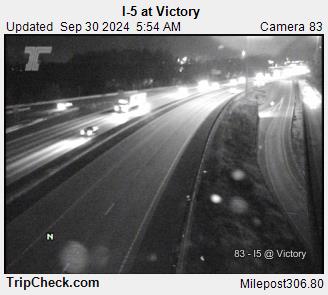 I-5 at Victory
Updated  Sep 30 2024  5:54 AM  Camera 83
T
N
83 - I5 @ Victory
TripCheck.com  Milepost306.80